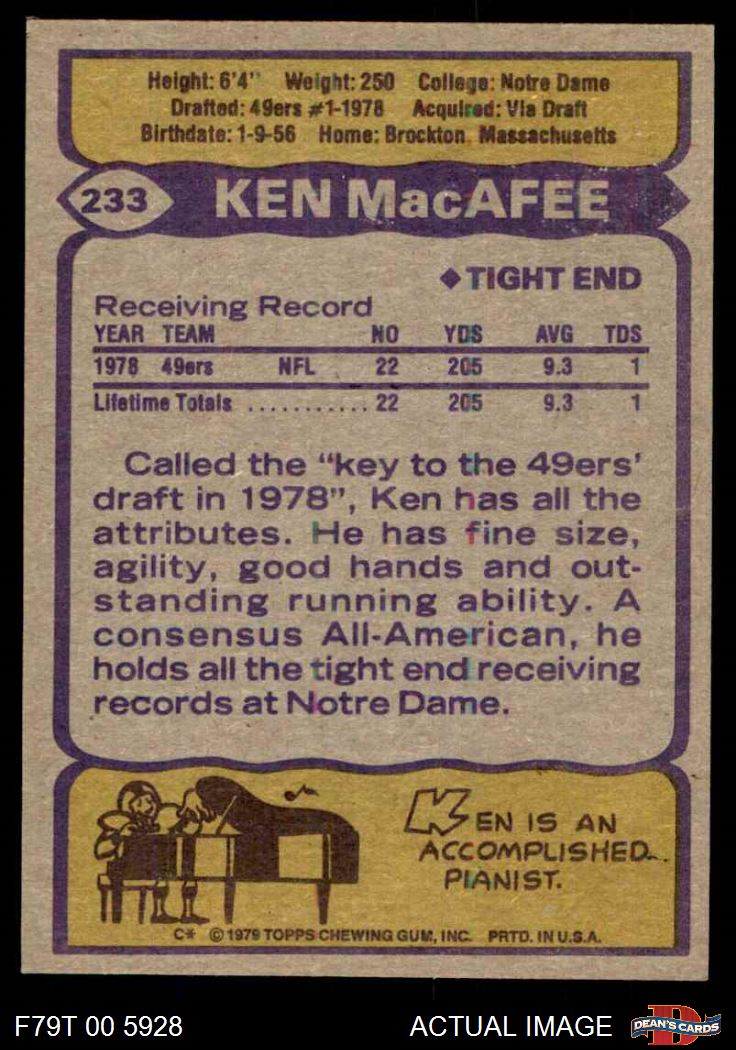 Height: 6'4" Weight: 250 College: Notre Dame
Drafted: 49ers #1-1978 Acquired: Via Draft
Birthdate: 1-9-56 Home: Brockton, Massachusetts
233 KEN MacAFEE
◆TIGHT END
Receiving Record
YEAR TEAM NO YDS AVG TDS
1978 49ers NFL 22 205 9.3 1
Lifetime Totals ........... 22 205 9.3 1
Called the "key to the 49ers'
draft in 1978", Ken has all the
attributes. He has fine size,
agility, good hands and out-
standing running ability. A
consensus All-American, he
holds all the tight end receiving
records at Notre Dame.
KEN IS AN
ACCOMPLISHED..
PIANIST.
C* ©1979 TOPPS CHEWING GUM, INC. PRTD. IN U.S.A.
F79T 00 5928 ACTUAL IMAGE D DEAN'S CARDS